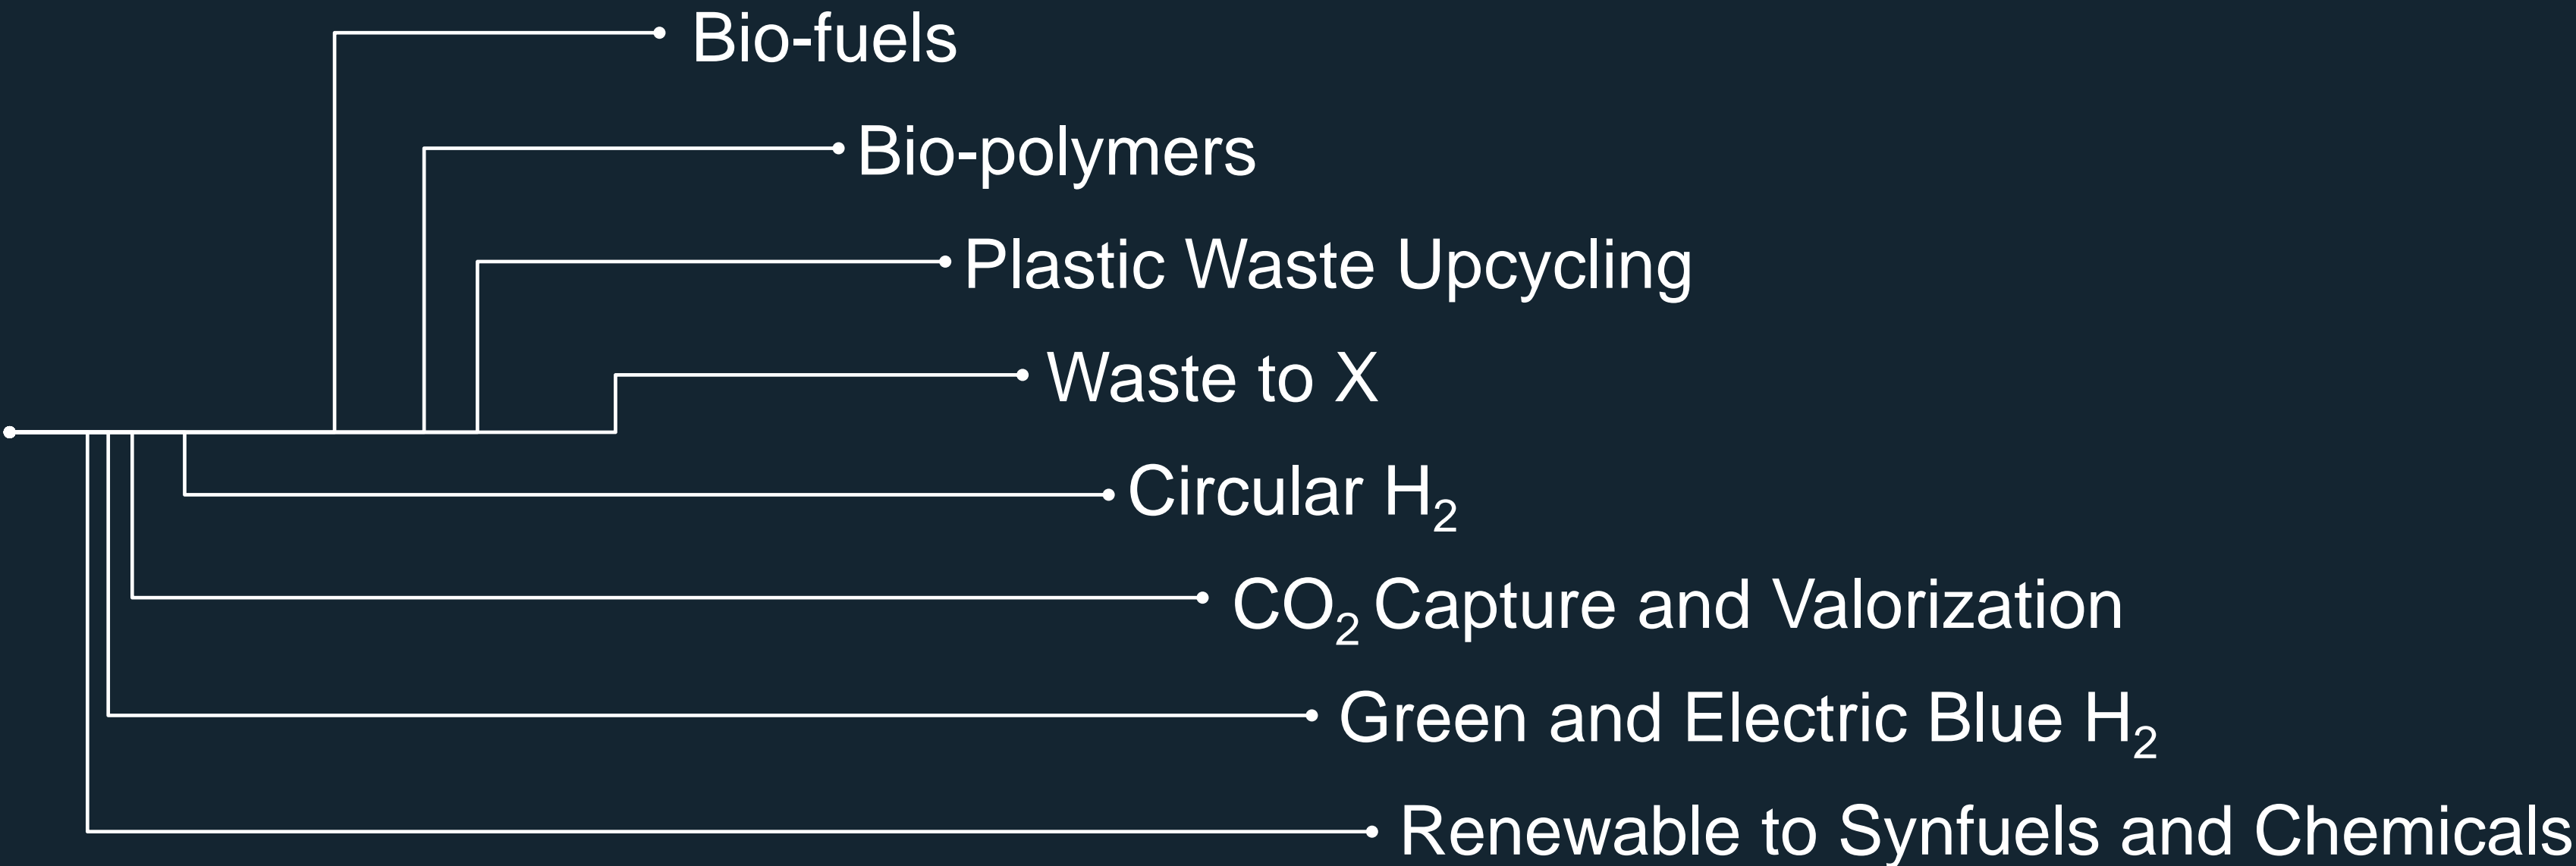 Bio-fuels
Bio-polymers
Plastic Waste Upcycling
Waste to X
Circular H₂
CO₂ Capture and Valorization
Green and Electric Blue H₂
Renewable to Synfuels and Chemicals